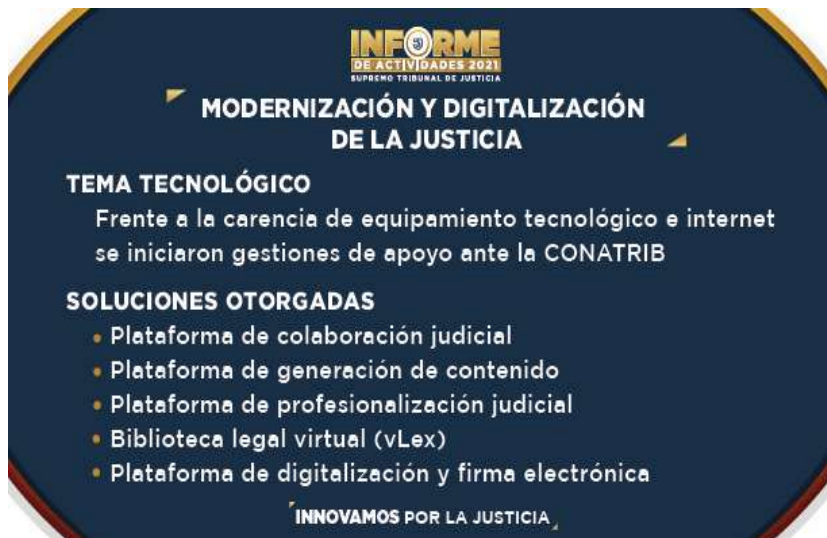 INFORME
DE ACTIVIDADES 2021
SUPREMO TRIBUNAL DE JUSTICIA
MODERNIZACIÓN Y DIGITALIZACIÓN
DE LA JUSTICIA
TEMA TECNOLÓGICO
Frente a la carencia de equipamiento tecnológico e internet
se iniciaron gestiones de apoyo ante la CONATRIB
SOLUCIONES OTORGADAS
• Plataforma de colaboración judicial
• Plataforma de generación de contenido
• Plataforma de profesionalización judicial
• Biblioteca legal virtual (vLex)
• Plataforma de digitalización y firma electrónica
INNOVAMOS POR LA JUSTICIA